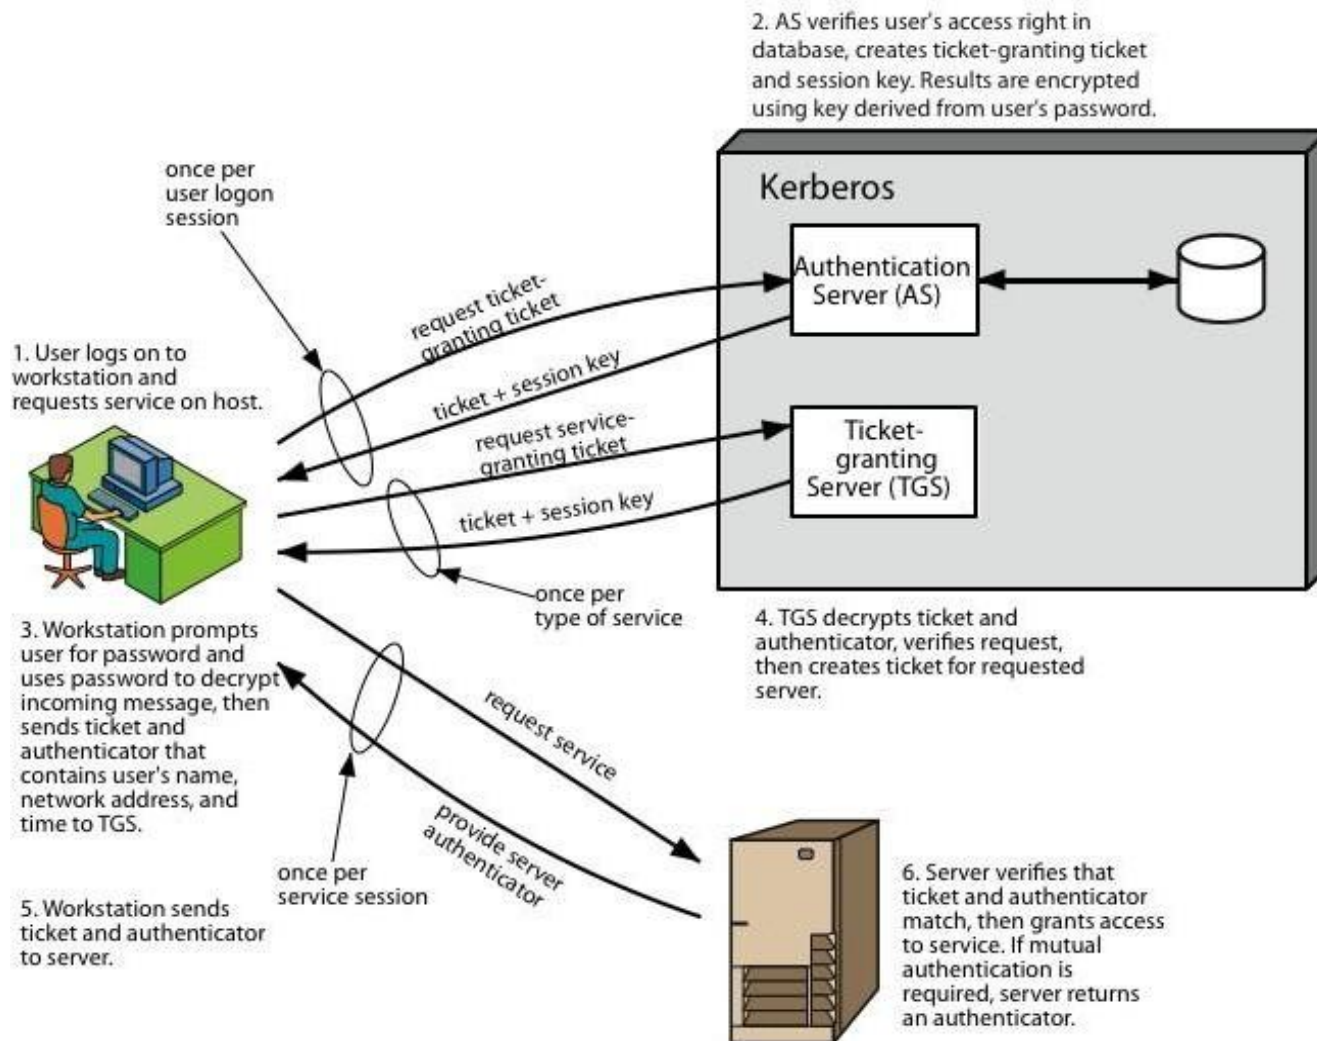 2. AS verifies user's access right in
database, creates ticket-granting ticket
and session key. Results are encrypted
using key derived from user's password.
once per
user logon
session
Kerberos
Authentication
Server (AS)
request ticket-
granting ticket
1. User logs on to
workstation and
requests service on host.
ticket + session key
request service-
granting ticket
Ticket-
granting
Server (TGS)
ticket + session key
once per
type of service
3. Workstation prompts
user for password and
uses password to decrypt
incoming message, then
sends ticket and
authenticator that
contains user's name,
network address, and
time to TGS.
4. TGS decrypts ticket and
authenticator, verifies request,
then creates ticket for requested
server.
request service
provide server
authenticator
once per
service session
5. Workstation sends
ticket and authenticator
to server.
6. Server verifies that
ticket and authenticator
match, then grants access
to service. If mutual
authentication is
required, server returns
an authenticator.